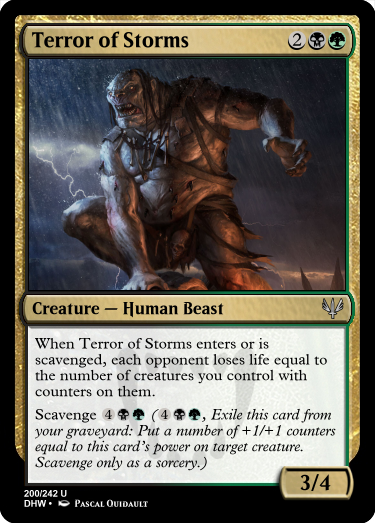 Terror of Storms 2
Creature — Human Beast
When Terror of Storms enters or is
scavenged, each opponent loses life equal to
the number of creatures you control with
counters on them.
Scavenge 4 ( 4 , Exile this card from
your graveyard: Put a number of +1/+1 counters
equal to this card's power on target creature.
Scavenge only as a sorcery.)
3/4
200/242 U
DHW • Pascal Quidault